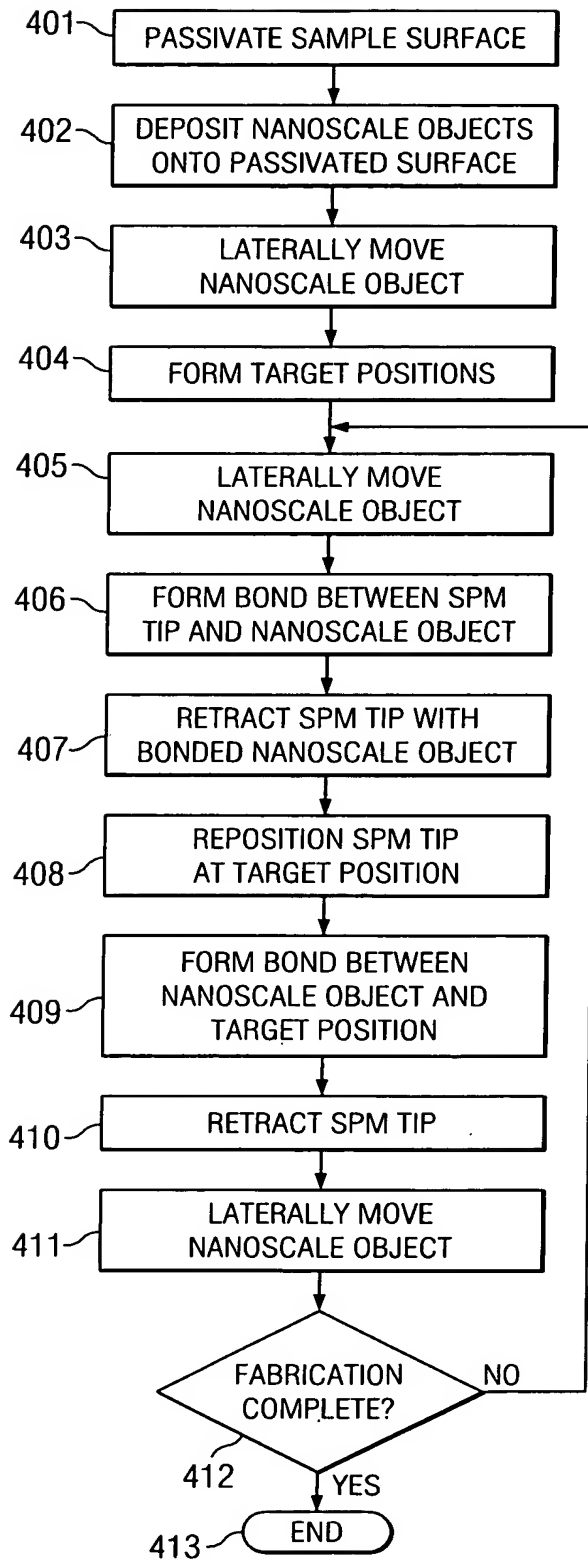 401
PASSIVATE SAMPLE SURFACE
402
DEPOSIT NANOSCALE OBJECTS
ONTO PASSIVATED SURFACE
403
LATERALLY MOVE
NANOSCALE OBJECT
404
FORM TARGET POSITIONS
405
LATERALLY MOVE
NANOSCALE OBJECT
406
FORM BOND BETWEEN SPM
TIP AND NANOSCALE OBJECT
407
RETRACT SPM TIP WITH
BONDED NANOSCALE OBJECT
408
REPOSITION SPM TIP
AT TARGET POSITION
409
FORM BOND BETWEEN
NANOSCALE OBJECT AND
TARGET POSITION
410
RETRACT SPM TIP
411
LATERALLY MOVE
NANOSCALE OBJECT
FABRICATION
COMPLETE?
NO
412
YES
413
END